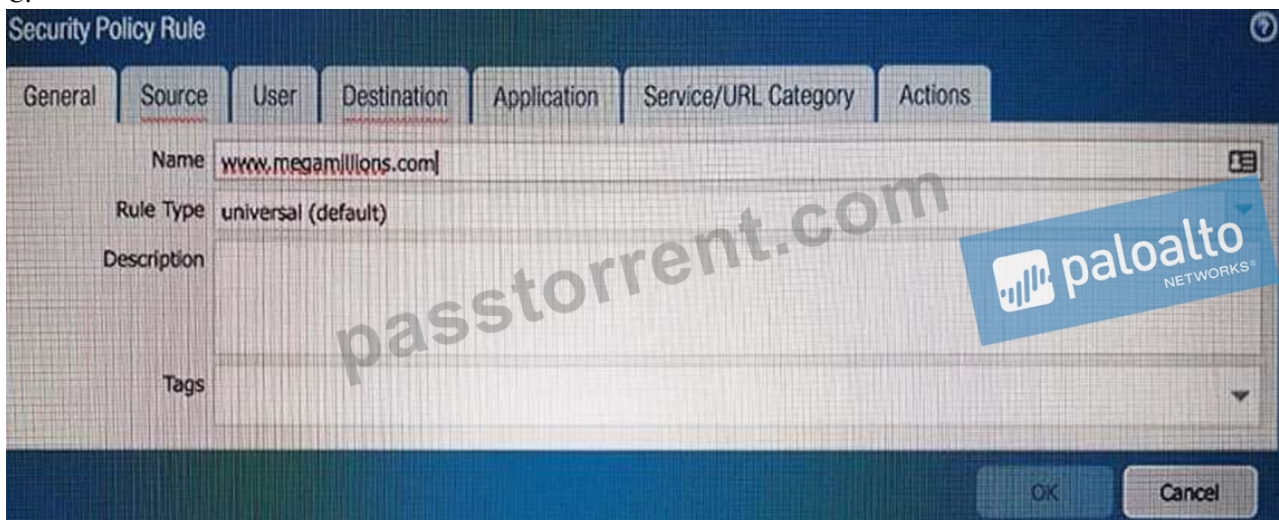 C.
Security Policy Rule
General Source User Destination Application Service/URL Category Actions
Name www.megamillions.com
Rule Type universal (default)
Description
Tags
passtorrent.com
paloalto
NETWORKS®
OK Cancel